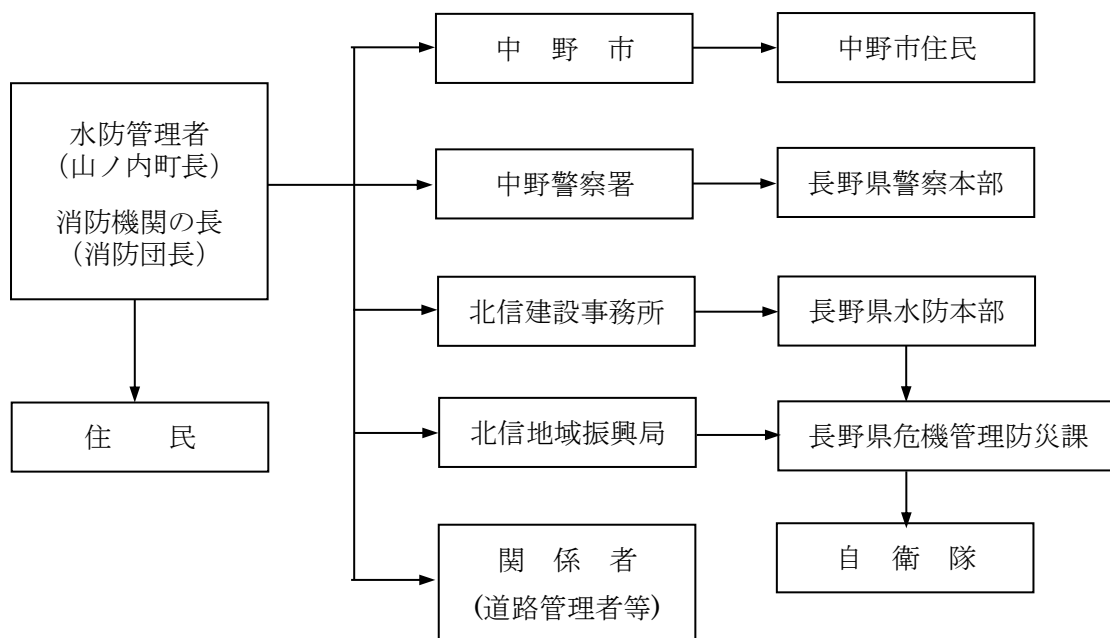 水防管理者
(山ノ内町長)
消防機関の長
(消防団長)
住　　民
中　野　市
中野市住民
中野警察署
長野県警察本部
北信建設事務所
長野県水防本部
北信地域振興局
長野県危機管理防災課
関　係　者
(道路管理者等)
自　衛　隊